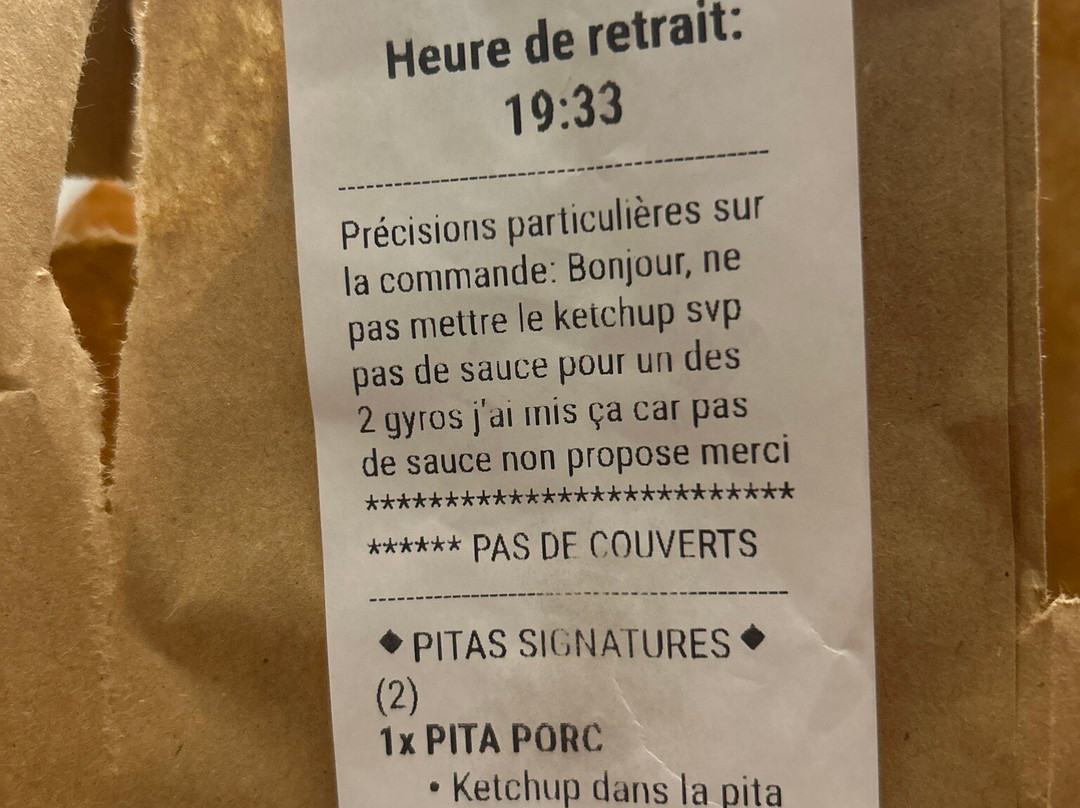 Heure de retrait:
19:33
--------------------------------------------
Précisions particulières sur
la commande: Bonjour, ne
pas mettre le ketchup svp
pas de sauce pour un des
2 gyros j'ai mis ça car pas
de sauce non propose merci
***************************
****** PAS DE COUVERTS
--------------------------------------------
◆ PITAS SIGNATURES ◆
(2)
1x PITA PORC
• Ketchup dans la pita